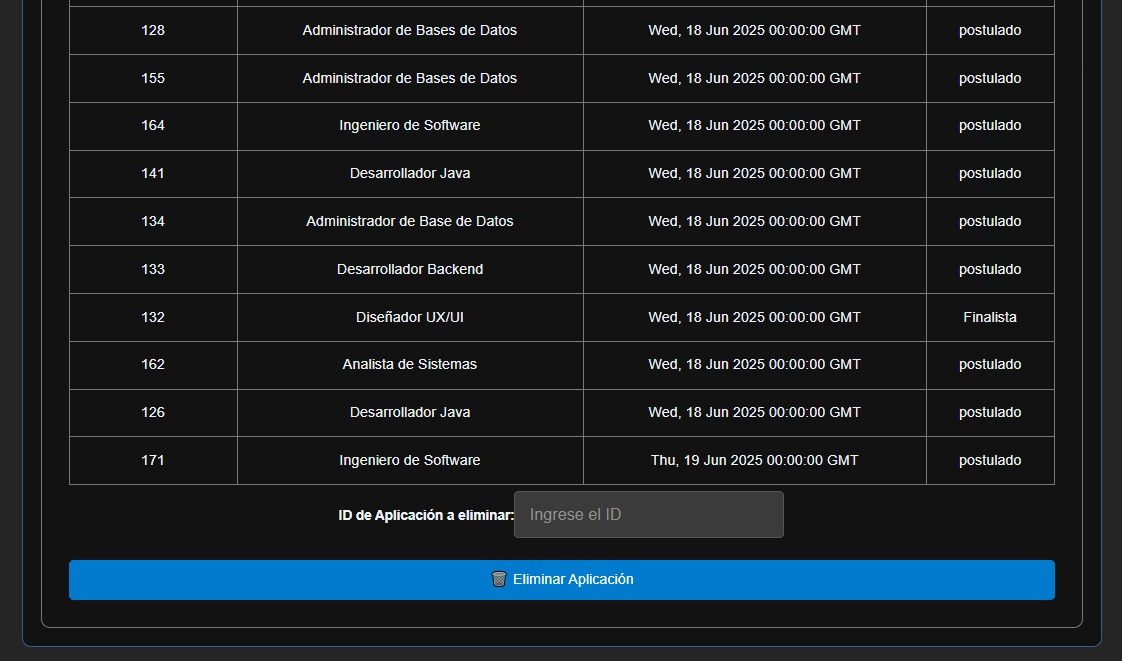 128 Administrador de Bases de Datos Wed, 18 Jun 2025 00:00:00 GMT postulado
155 Administrador de Bases de Datos Wed, 18 Jun 2025 00:00:00 GMT postulado
164 Ingeniero de Software Wed, 18 Jun 2025 00:00:00 GMT postulado
141 Desarrollador Java Wed, 18 Jun 2025 00:00:00 GMT postulado
134 Administrador de Base de Datos Wed, 18 Jun 2025 00:00:00 GMT postulado
133 Desarrollador Backend Wed, 18 Jun 2025 00:00:00 GMT postulado
132 Diseñador UX/UI Wed, 18 Jun 2025 00:00:00 GMT Finalista
162 Analista de Sistemas Wed, 18 Jun 2025 00:00:00 GMT postulado
126 Desarrollador Java Wed, 18 Jun 2025 00:00:00 GMT postulado
171 Ingeniero de Software Thu, 19 Jun 2025 00:00:00 GMT postulado
ID de Aplicación a eliminar: Ingrese el ID
Eliminar Aplicación